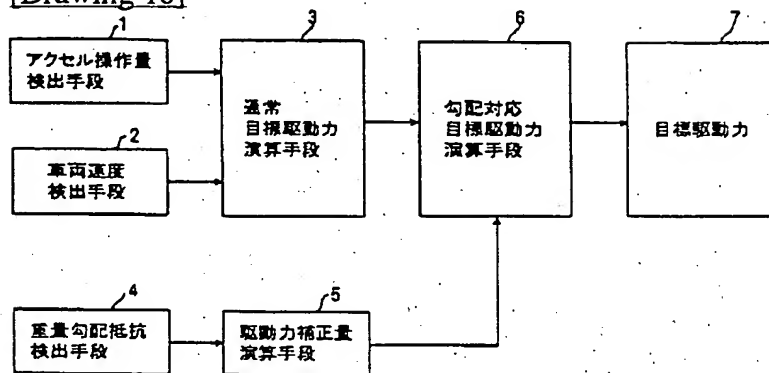 [Drawing 16]
1
アクセル操作量
検出手段
2
車両速度
検出手段
3
通常
目標駆動力
演算手段
6
勾配対応
目標駆動力
演算手段
7
目標駆動力
4
重量勾配抵抗
検出手段
5
駆動力補正量
演算手段